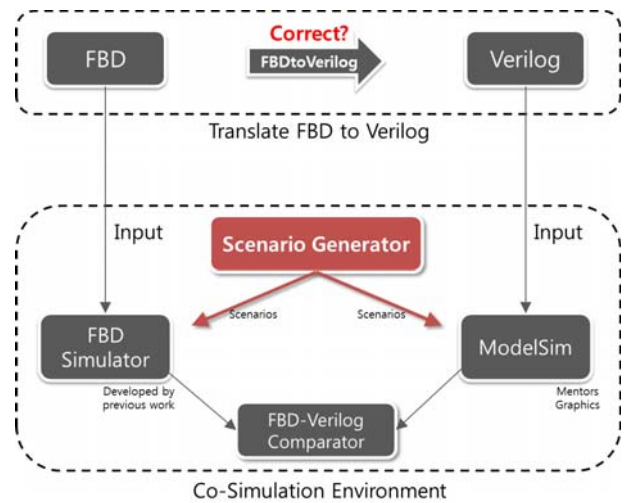 Correct?
FBD
FBDtoVerilog
Verilog
Translate FBD to Verilog
Input
Scenario Generator
Input
Scenarios
Scenarios
FBD
Simulator
ModelSim
Developed by
previous work
Mentors
Graphics
FBD-Verilog
Comparator
Co-Simulation Environment